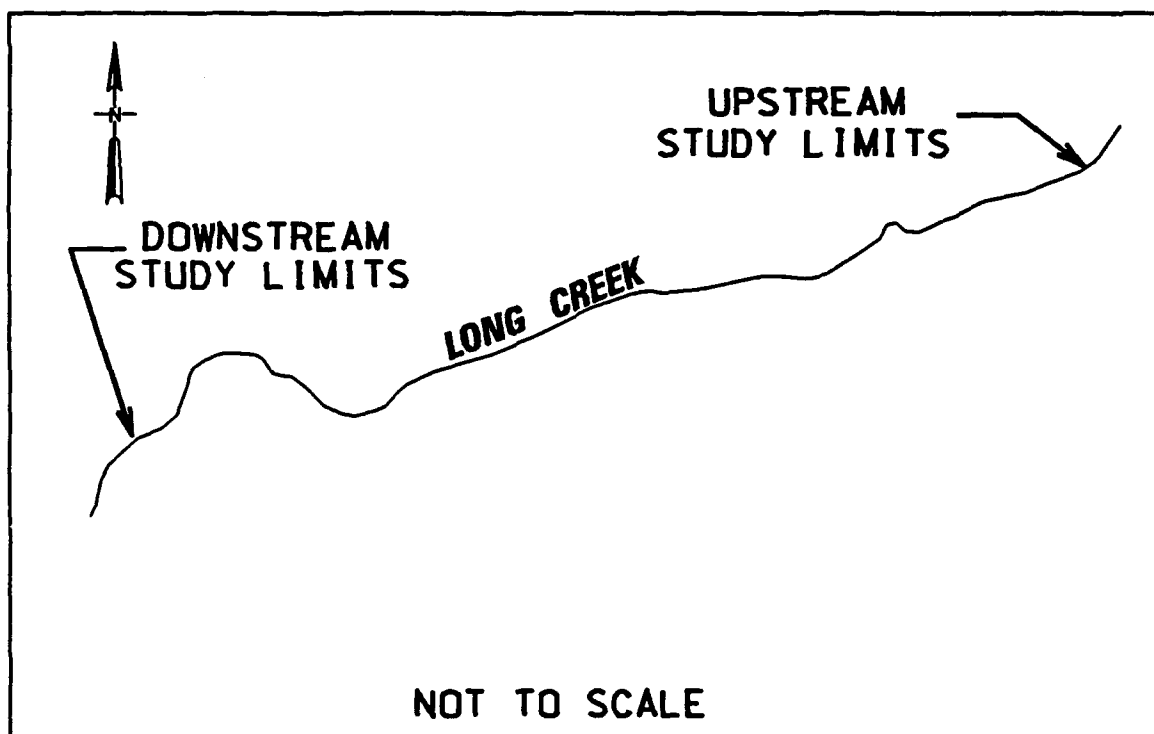 N
UPSTREAM
STUDY LIMITS
DOWNSTREAM
STUDY LIMITS
LONG CREEK
NOT TO SCALE